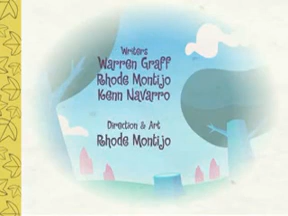 Writers
Warren Graff
Rhode Montijo
Kenn Navarro
Direction & Art
Rhode Montijo